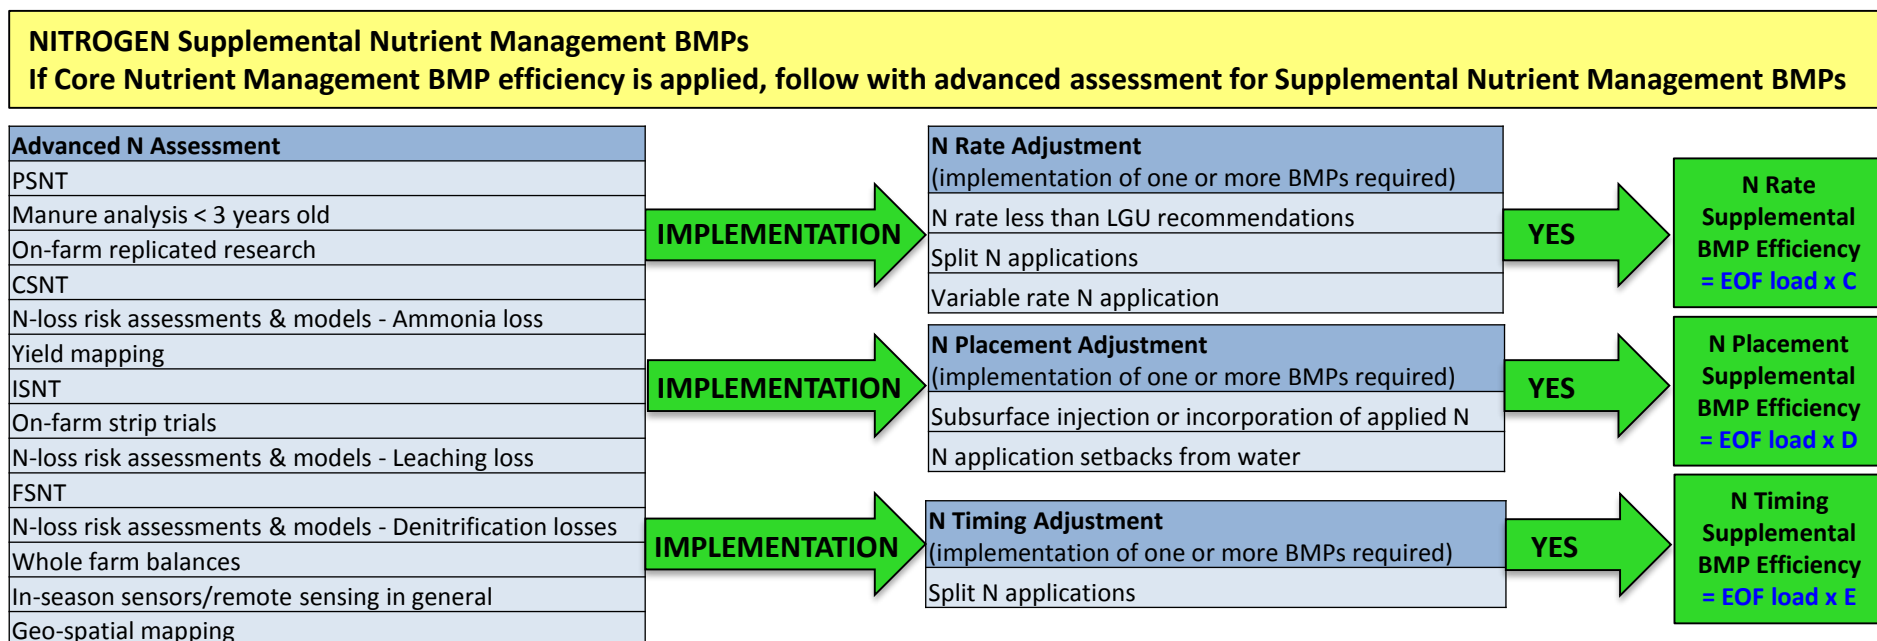 NITROGEN Supplemental Nutrient Management BMPs
If Core Nutrient Management BMP efficiency is applied, follow with advanced assessment for Supplemental Nutrient Management BMPs
Advanced N Assessment
PSNT
Manure analysis < 3 years old
On-farm replicated research
CSNT
N-loss risk assessments & models - Ammonia loss
Yield mapping
ISNT
On-farm strip trials
N-loss risk assessments & models - Leaching loss
FSNT
N-loss risk assessments & models - Denitrification losses
Whole farm balances
In-season sensors/remote sensing in general
Geo-spatial mapping
IMPLEMENTATION
N Rate Adjustment
(implementation of one or more BMPs required)
N rate less than LGU recommendations
Split N applications
Variable rate N application
YES
N Rate
Supplemental
BMP Efficiency
= EOF load x C
IMPLEMENTATION
N Placement Adjustment
(implementation of one or more BMPs required)
Subsurface injection or incorporation of applied N
N application setbacks from water
YES
N Placement
Supplemental
BMP Efficiency
= EOF load x D
IMPLEMENTATION
N Timing Adjustment
(implementation of one or more BMPs required)
Split N applications
YES
N Timing
Supplemental
BMP Efficiency
= EOF load x E